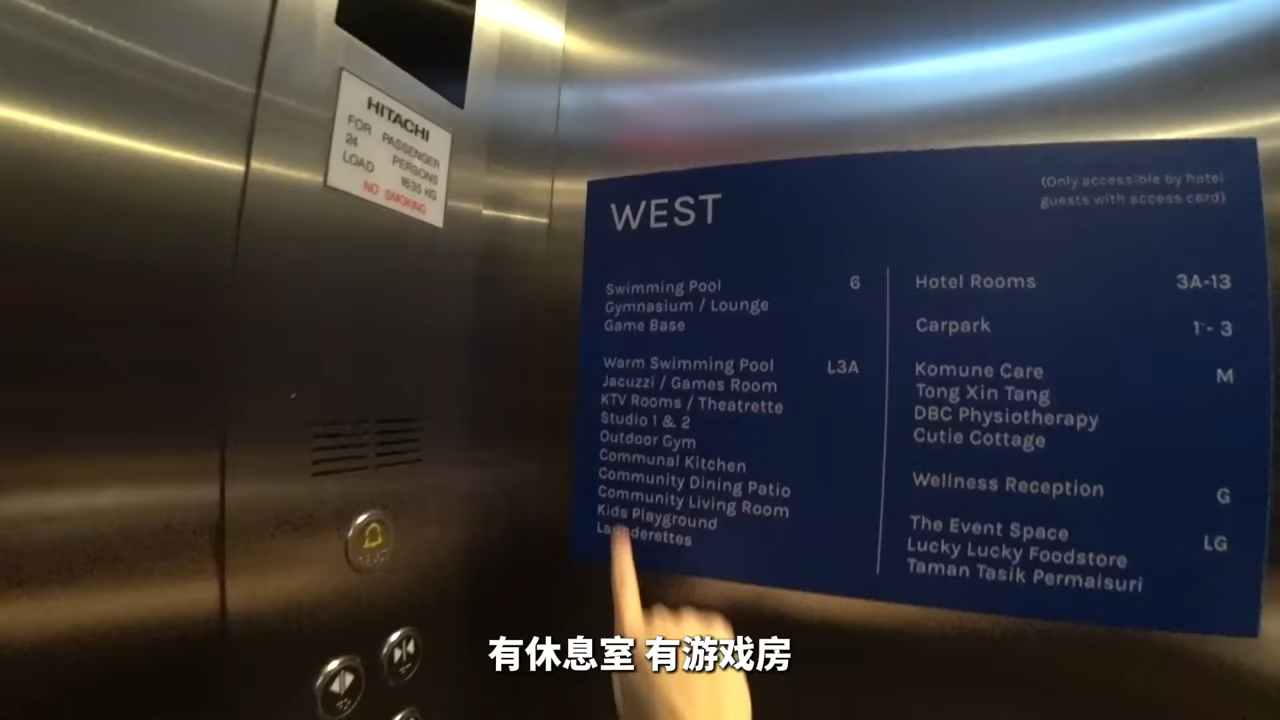 HITACHI
FOR PASSENGER
24 PERSONS
LOAD 1635 KG
NO SMOKING
WEST
(Only accessible by hotel
guests with access card)
Swimming Pool 6
Gymnasium / Lounge
Game Base
Warm Swimming Pool L3A
Jacuzzi / Games Room
KTV Rooms / Theatrette
Studio 1 & 2
Outdoor Gym
Communal Kitchen
Community Dining Patio
Community Living Room
Kids Playground
Launderettes
Hotel Rooms 3A-13
Carpark 1 - 3
Komune Care M
Tong Xin Tang
DBC Physiotherapy
Cutie Cottage
Wellness Reception G
The Event Space LG
Lucky Lucky Foodstore
Taman Tasik Permaisuri
有休息室 有游戏房